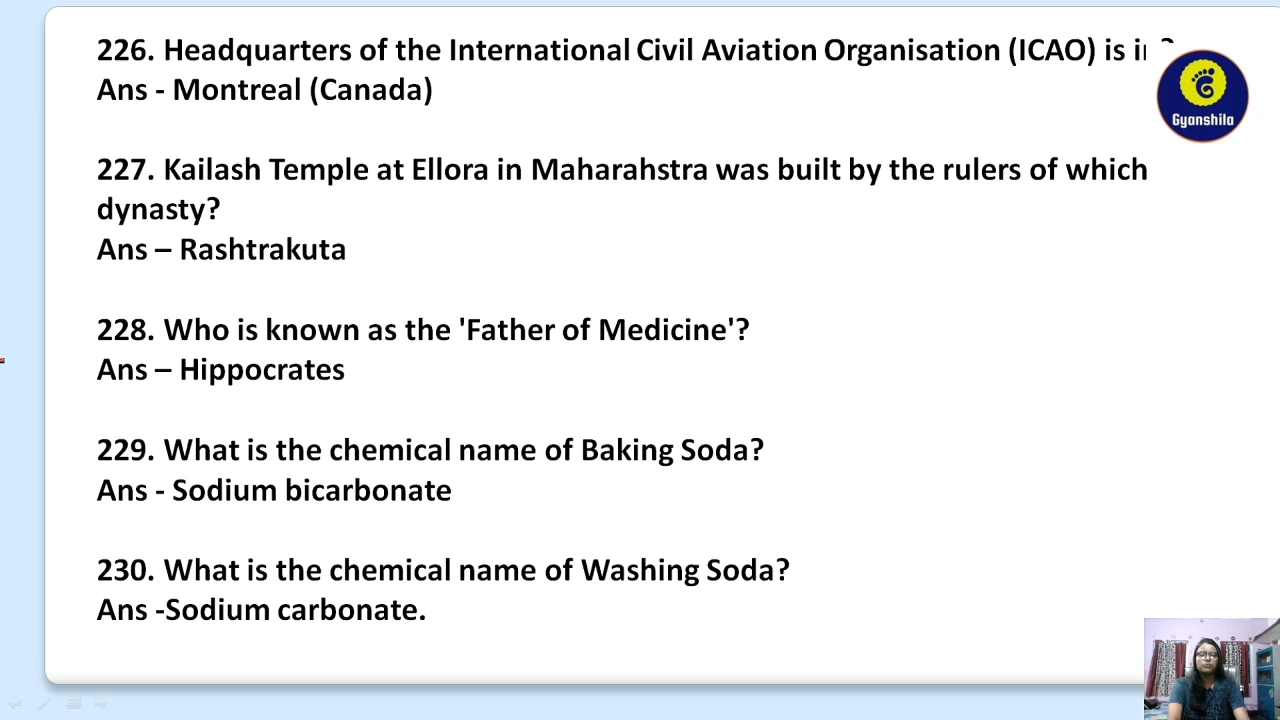 226. Headquarters of the International Civil Aviation Organisation (ICAO) is in?
Ans - Montreal (Canada)
Gyanshila
227. Kailash Temple at Ellora in Maharahstra was built by the rulers of which
dynasty?
Ans – Rashtrakuta
228. Who is known as the 'Father of Medicine'?
Ans – Hippocrates
229. What is the chemical name of Baking Soda?
Ans - Sodium bicarbonate
230. What is the chemical name of Washing Soda?
Ans -Sodium carbonate.